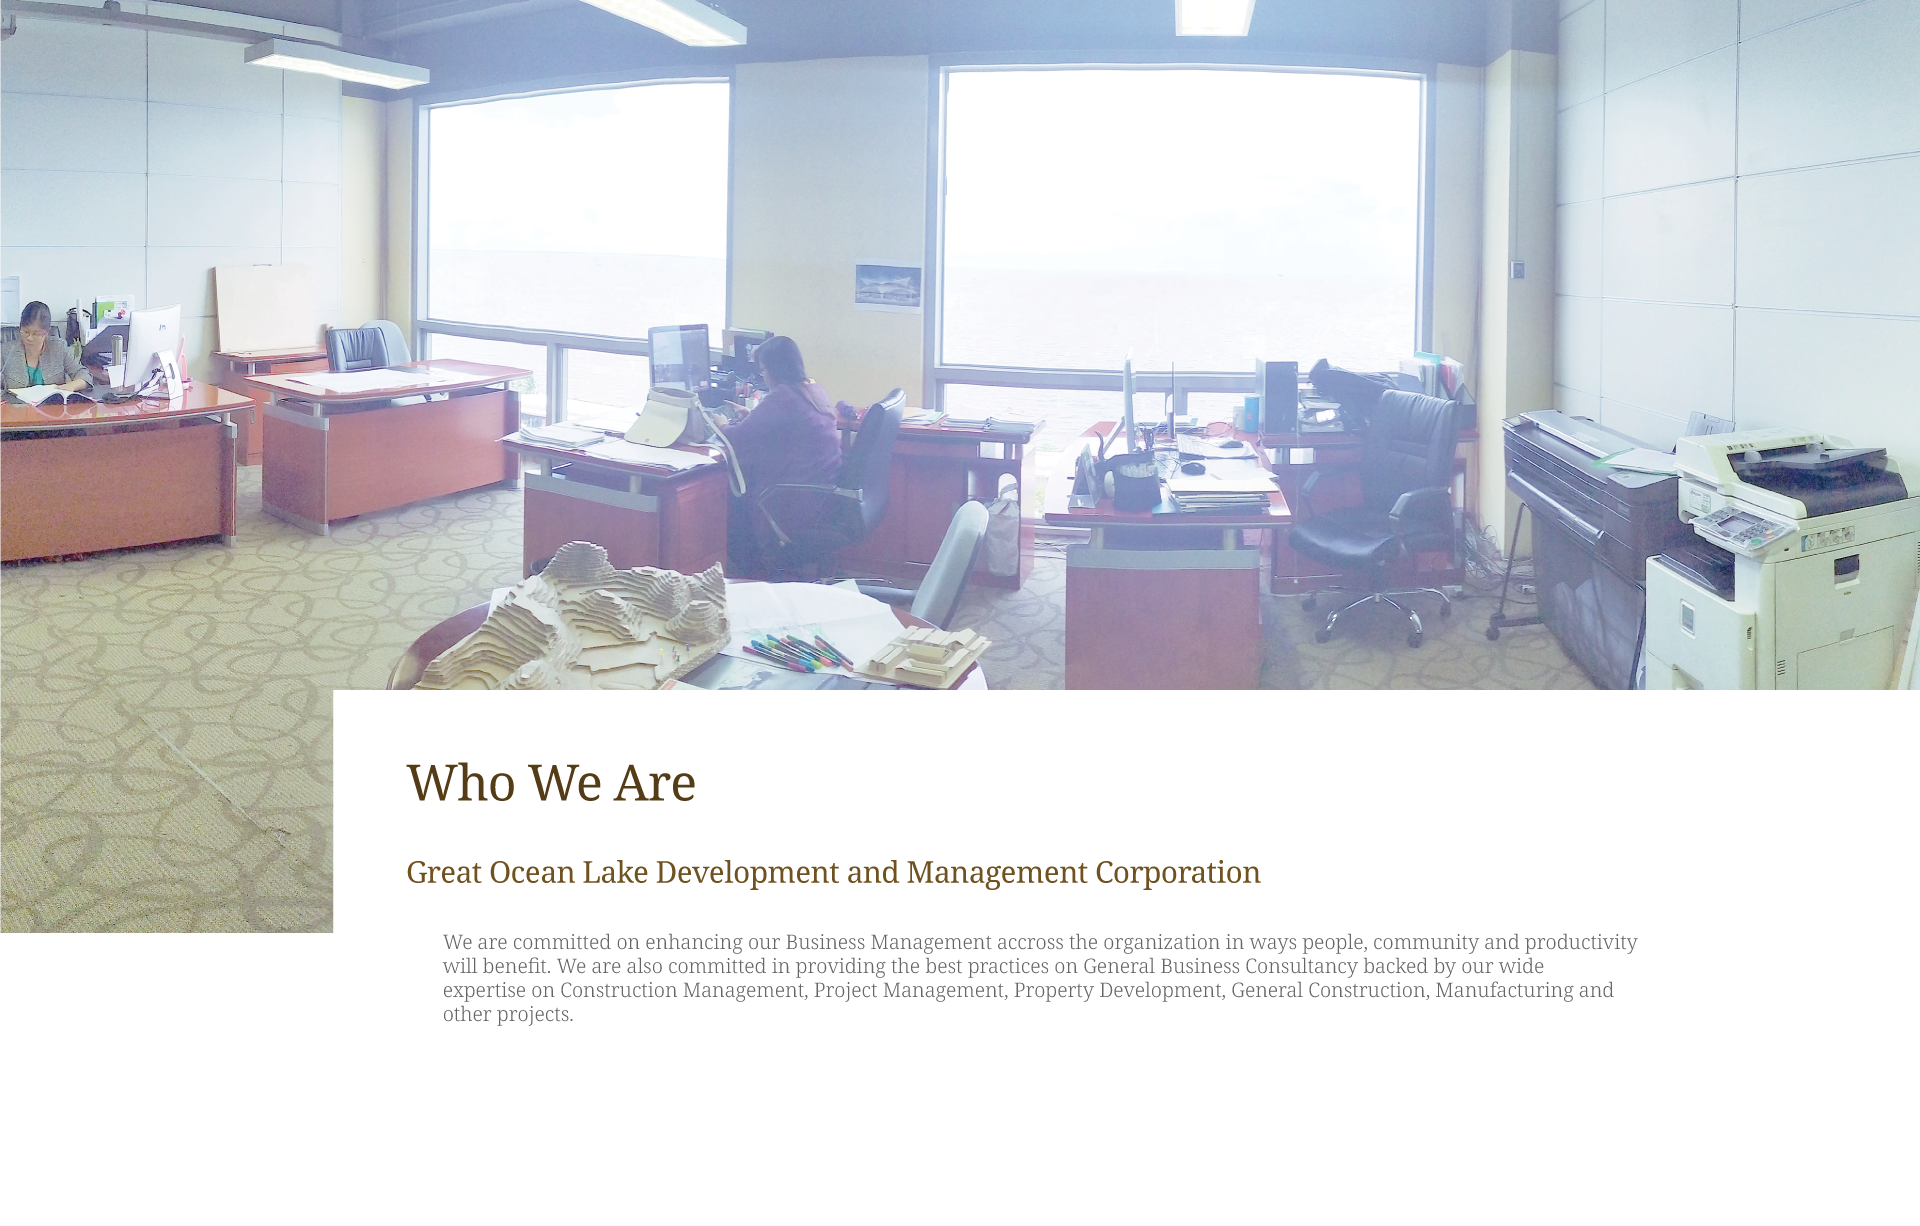 Who We Are
Great Ocean Lake Development and Management Corporation
We are committed on enhancing our Business Management accross the organization in ways people, community and productivity
will benefit. We are also committed in providing the best practices on General Business Consultancy backed by our wide
expertise on Construction Management, Project Management, Property Development, General Construction, Manufacturing and
other projects.